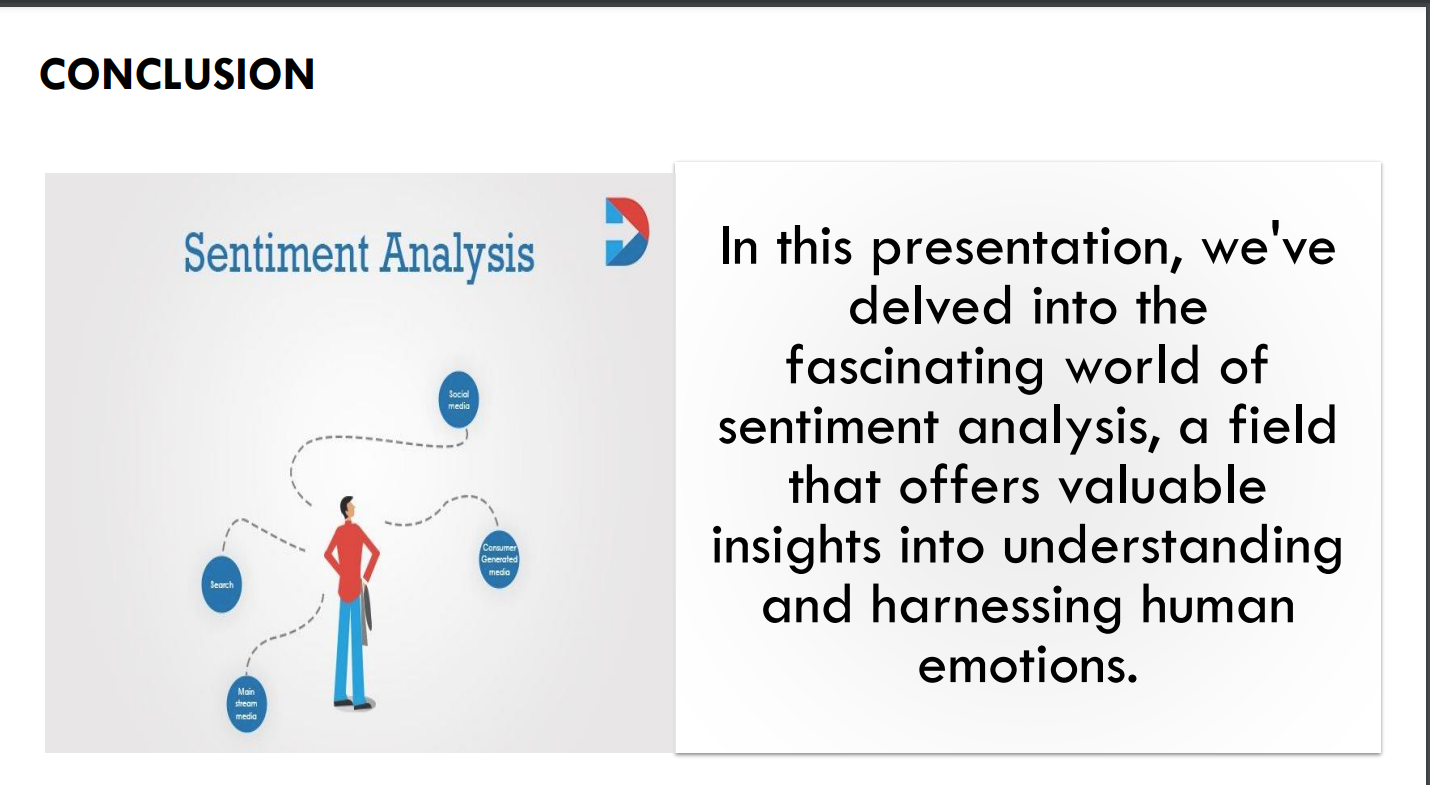 CONCLUSION
Sentiment Analysis
Social
media
Consumer
Generated
media
Search
Main
stream
media
In this presentation, we've
delved into the
fascinating world of
sentiment analysis, a field
that offers valuable
insights into understanding
and harnessing human
emotions.